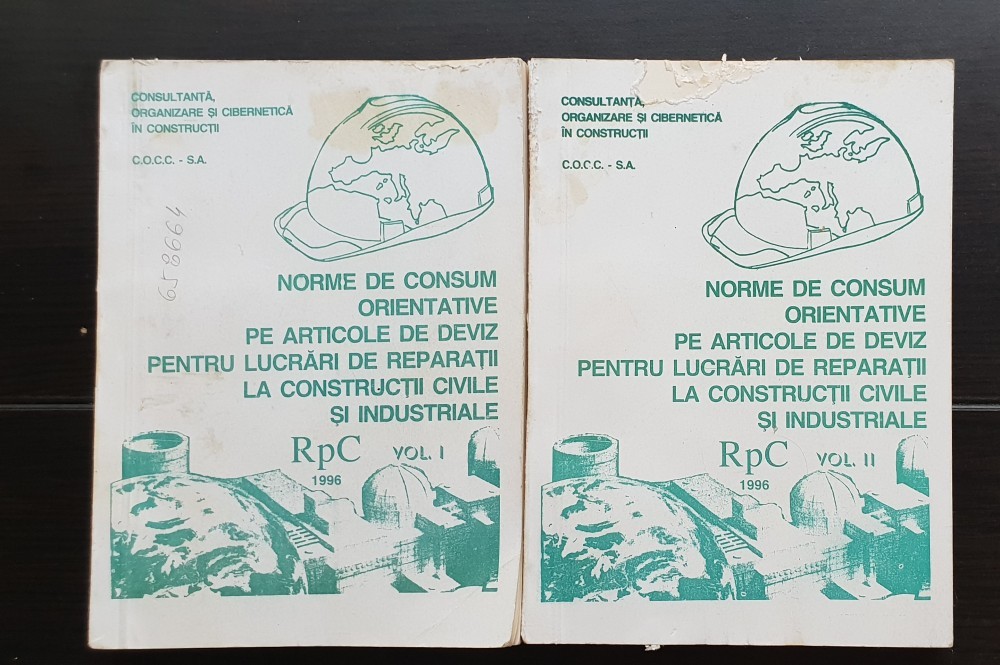 CONSULTANȚĂ,
ORGANIZARE ȘI CIBERNETICĂ
ÎN CONSTRUCȚII
C.O.C.C. - S.A.
658664
NORME DE CONSUM
ORIENTATIVE
PE ARTICOLE DE DEVIZ
PENTRU LUCRĂRI DE REPARAȚII
LA CONSTRUCȚII CIVILE
ȘI INDUSTRIALE
RpC VOL. I
1996
CONSULTANȚĂ,
ORGANIZARE ȘI CIBERNETICĂ
ÎN CONSTRUCȚII
C.O.C.C. - S.A.
NORME DE CONSUM
ORIENTATIVE
PE ARTICOLE DE DEVIZ
PENTRU LUCRĂRI DE REPARAȚII
LA CONSTRUCȚII CIVILE
ȘI INDUSTRIALE
RpC VOL. II
1996